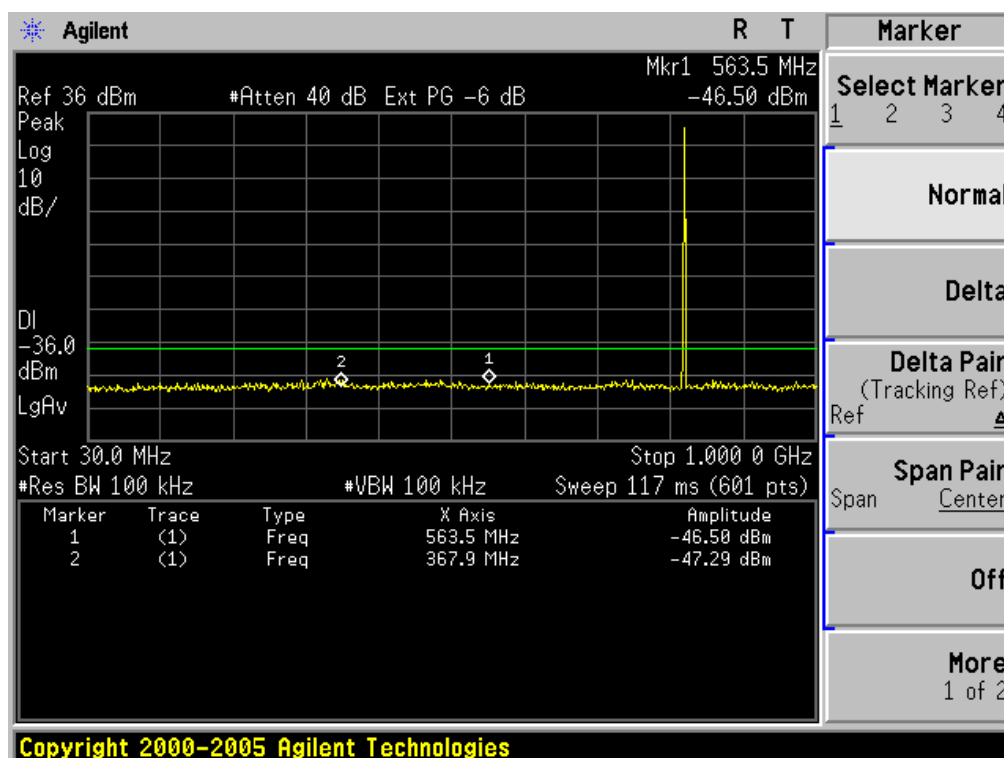 Agilent R T
Mkr1 563.5 MHz
Ref 36 dBm #Atten 40 dB Ext PG -6 dB -46.50 dBm
Peak
Log
10
dB/
DI
-36.0
dBm
LgAv
2 1
Start 30.0 MHz Stop 1.000 0 GHz
#Res BW 100 kHz #VBW 100 kHz Sweep 117 ms (601 pts)
Marker Trace Type X Axis Amplitude
1 (1) Freq 563.5 MHz -46.50 dBm
2 (1) Freq 367.9 MHz -47.29 dBm
Copyright 2000-2005 Agilent Technologies
Marker
Select Marker
1 2 3 4
Normal
Delta
Delta Pair
(Tracking Ref)
Ref Δ
Span Pair
Span Center
Off
More
1 of 2